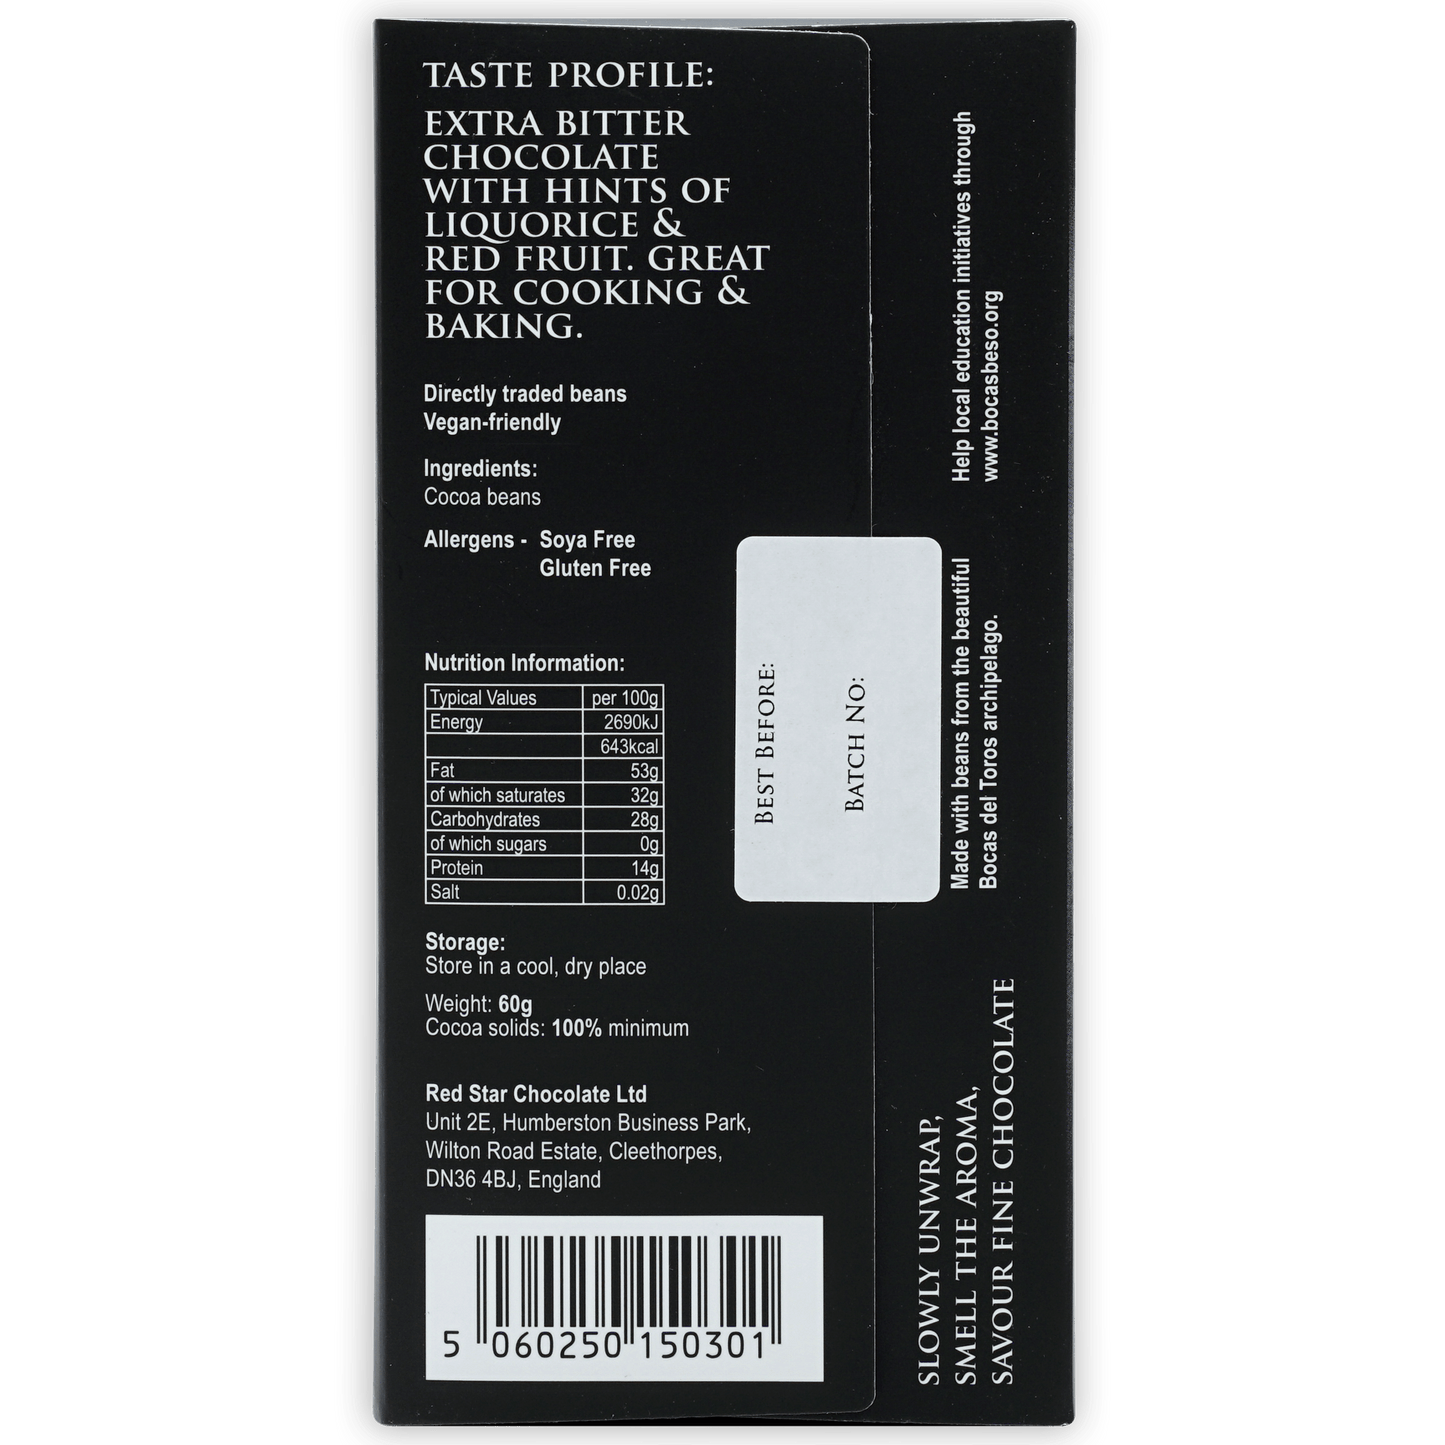 TASTE PROFILE:
EXTRA BITTER
CHOCOLATE
WITH HINTS OF
LIQUORICE &
RED FRUIT. GREAT
FOR COOKING &
BAKING.
Directly traded beans
Vegan-friendly
Ingredients:
Cocoa beans
Allergens - Soya Free
Gluten Free
Nutrition Information:
Typical Values per 100g
Energy 2690kJ
643kcal
Fat 53g
of which saturates 32g
Carbohydrates 28g
of which sugars 0g
Protein 14g
Salt 0.02g
Storage:
Store in a cool, dry place
Weight: 60g
Cocoa solids: 100% minimum
Red Star Chocolate Ltd
Unit 2E, Humberston Business Park,
Wilton Road Estate, Cleethorpes,
DN36 4BJ, England
5 060250 150301
BEST BEFORE:
BATCH NO:
Help local education initiatives through
www.bocasbeso.org
Made with beans from the beautiful
Bocas del Toros archipelago.
SLOWLY UNWRAP,
SMELL THE AROMA,
SAVOUR FINE CHOCOLATE